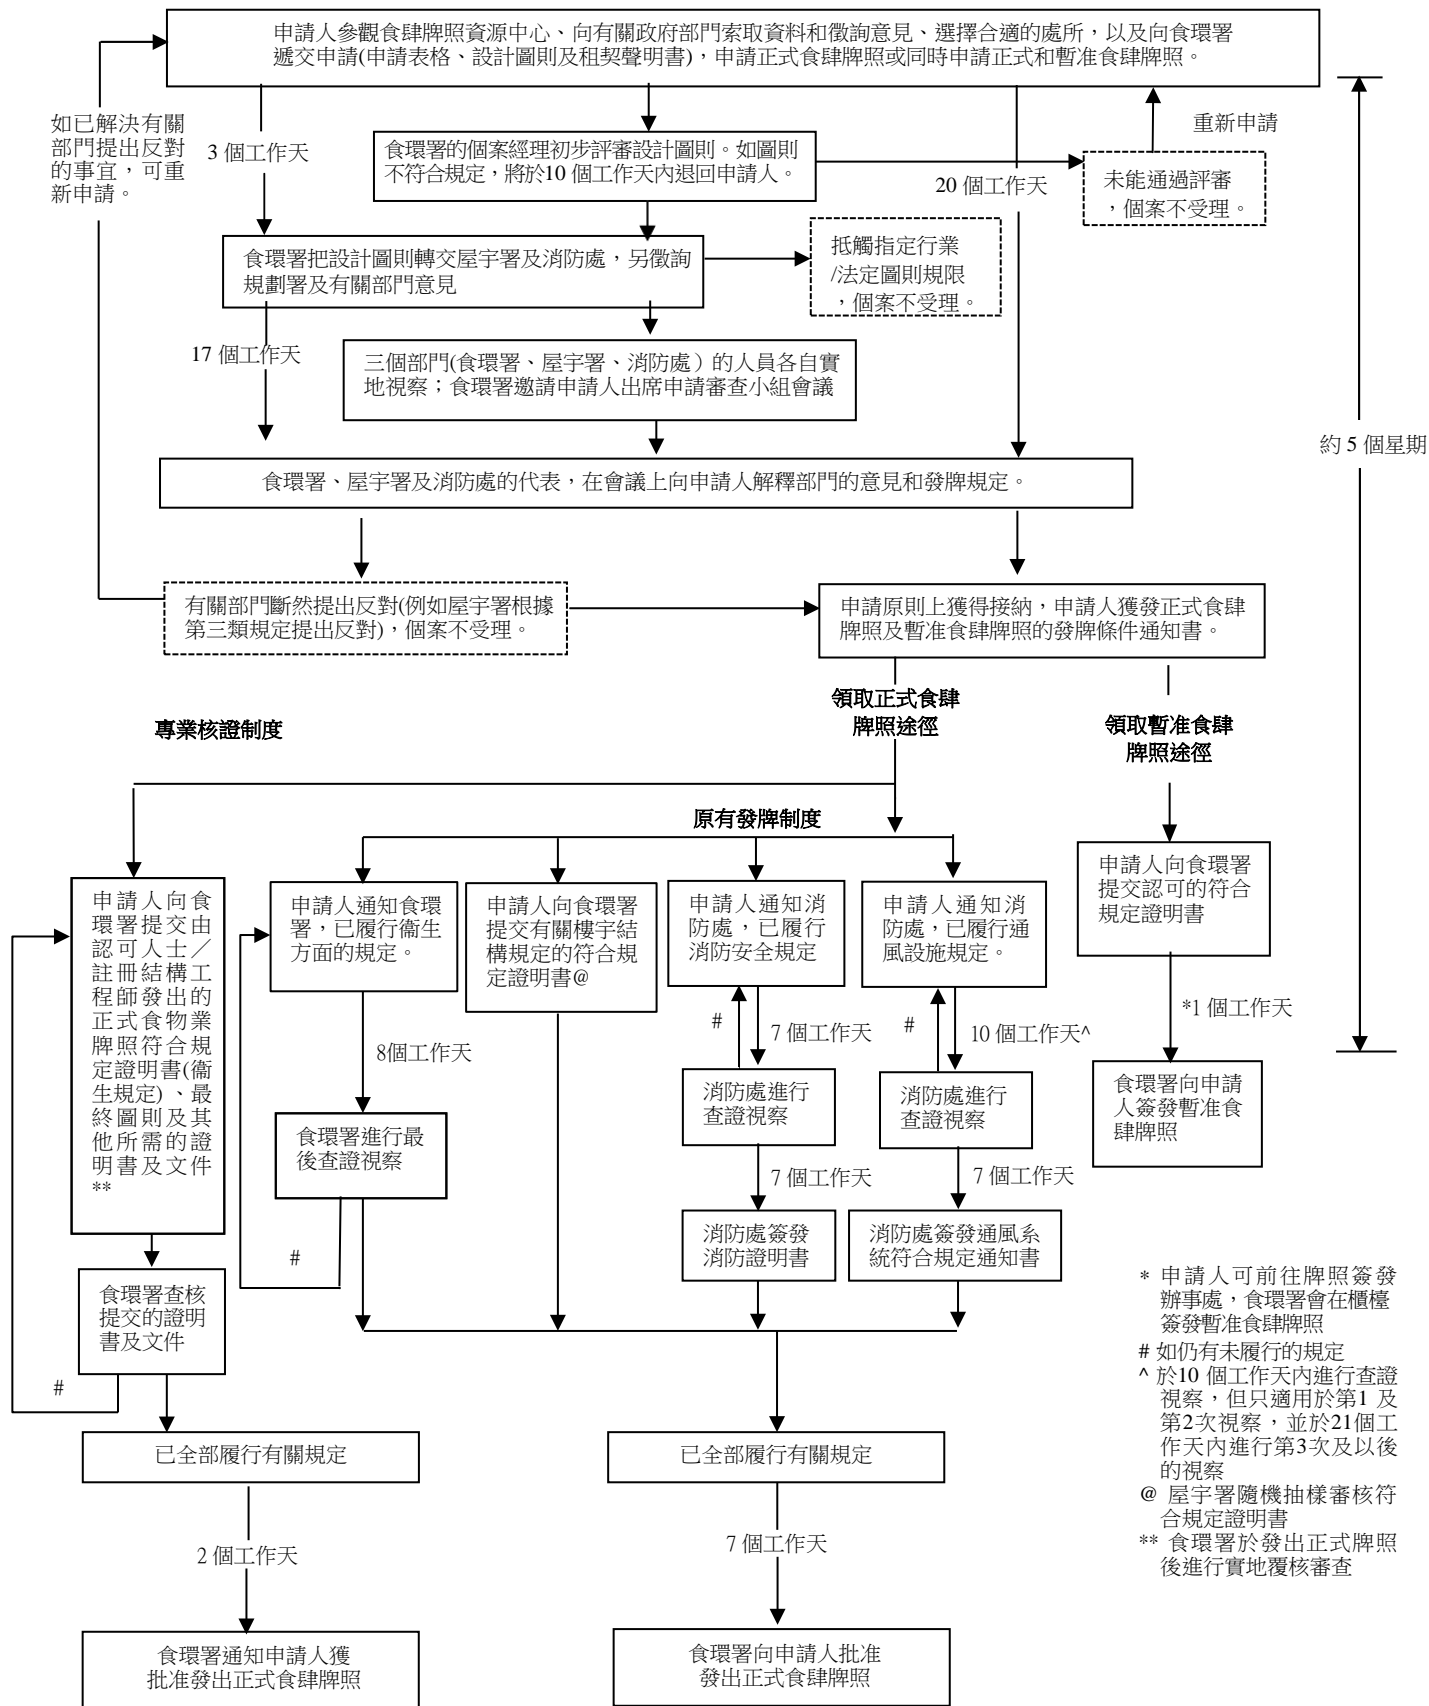 申請人參觀食肆牌照資源中心、向有關政府部門索取資料和徵詢意見、選擇合適的處所，以及向食環署
遞交申請(申請表格、設計圖則及租契聲明書)，申請正式食肆牌照或同時申請正式和暫准食肆牌照。
如已解決有關
部門提出反對
的事宜，可重
新申請。
3 個工作天
食環署的個案經理初步評審設計圖則。如圖則
不符合規定，將於10 個工作天內退回申請人。
20 個工作天
重新申請
未能通過評審
，個案不受理。
食環署把設計圖則轉交屋宇署及消防處，另徵詢
規劃署及有關部門意見
抵觸指定行業
/法定圖則規限
，個案不受理。
17 個工作天
三個部門(食環署、屋宇署、消防處）的人員各自實
地視察；食環署邀請申請人出席申請審查小組會議
約 5 個星期
食環署、屋宇署及消防處的代表，在會議上向申請人解釋部門的意見和發牌規定。
有關部門斷然提出反對(例如屋宇署根據
第三類規定提出反對)，個案不受理。
申請原則上獲得接納，申請人獲發正式食肆
牌照及暫准食肆牌照的發牌條件通知書。
專業核證制度
領取正式食肆
牌照途徑
領取暫准食肆
牌照途徑
原有發牌制度
申請人向食
環署提交由
認可人士／
註冊結構工
程師發出的
正式食物業
牌照符合規
定證明書(衞
生規定)、最
終圖則及其
他所需的證
明書及文件
**
申請人通知食環
署，已履行衞生
方面的規定。
申請人向食環署
提交有關樓宇結
構規定的符合規
定證明書@
申請人通知消
防處，已履行
消防安全規定
申請人通知消
防處，已履行通
風設施規定。
申請人向食環署
提交認可的符合
規定證明書
8個工作天
#
7 個工作天
#
10 個工作天^
*1 個工作天
食環署進行最
後查證視察
消防處進行
查證視察
消防處進行
查證視察
食環署向申請
人簽發暫准食
肆牌照
7 個工作天
7 個工作天
#
消防處簽發
消防證明書
消防處簽發通風系
統符合規定通知書
食環署查核
提交的證明
書及文件
#
已全部履行有關規定
已全部履行有關規定
2 個工作天
7 個工作天
食環署通知申請人獲
批准發出正式食肆牌照
食環署向申請人批准
發出正式食肆牌照
* 申請人可前往牌照簽發
辦事處，食環署會在櫃檯
簽發暫准食肆牌照
# 如仍有未履行的規定
^ 於10 個工作天內進行查證
視察，但只適用於第1 及
第2次視察，並於21個工
作天內進行第3次及以後
的視察
@ 屋宇署隨機抽樣審核符
合規定證明書
** 食環署於發出正式牌照
後進行實地覆核審查